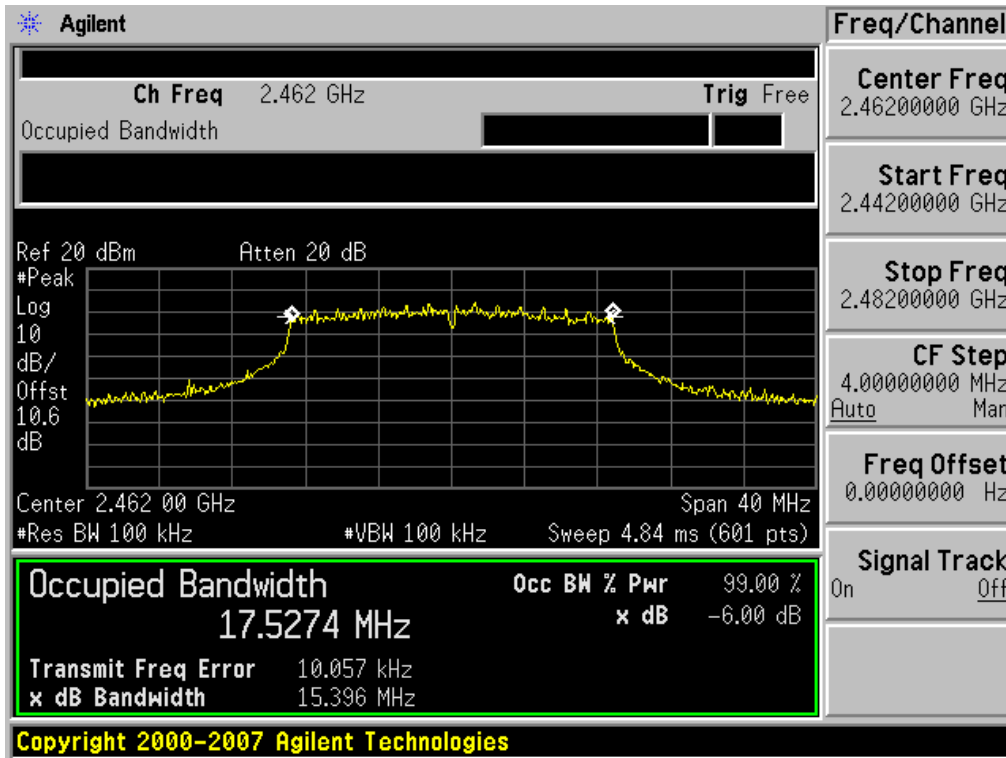 Agilent
Freq/Channel
Ch Freq 2.462 GHz Trig Free
Occupied Bandwidth
Center Freq
2.46200000 GHz
Start Freq
2.44200000 GHz
Stop Freq
2.48200000 GHz
CF Step
4.00000000 MHz
Auto Man
Freq Offset
0.00000000 Hz
Signal Track
On Off
Ref 20 dBm Atten 20 dB
#Peak
Log
10
dB/
Offst
10.6
dB
Center 2.462 00 GHz Span 40 MHz
#Res BW 100 kHz #VBW 100 kHz Sweep 4.84 ms (601 pts)
Occupied Bandwidth
17.5274 MHz
Occ BW % Pwr 99.00 %
x dB -6.00 dB
Transmit Freq Error 10.057 kHz
x dB Bandwidth 15.396 MHz
Copyright 2000-2007 Agilent Technologies